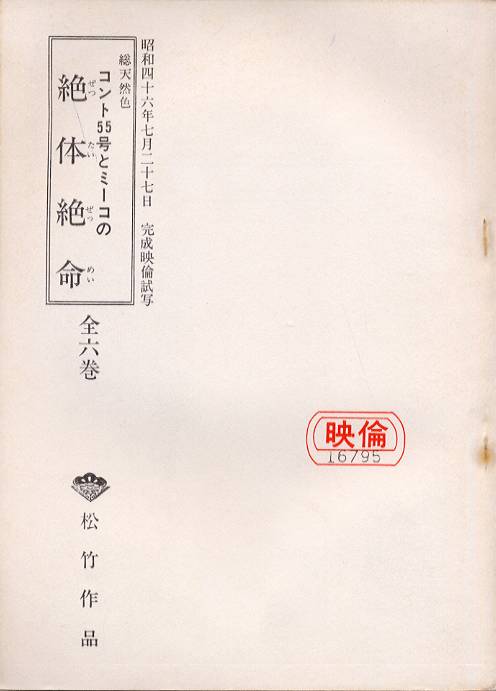 昭和四十六年七月二十七日　完成映倫試写
総天然色
コント55号とミーコの
絶体絶命
ぜったいぜつめい
全六巻
松竹作品
映倫
16795